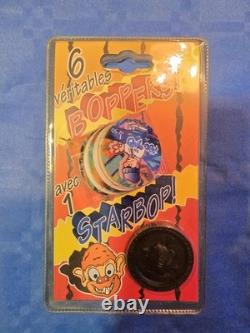 6
véritables
BOPPERS!
avec 1
STARBOP!